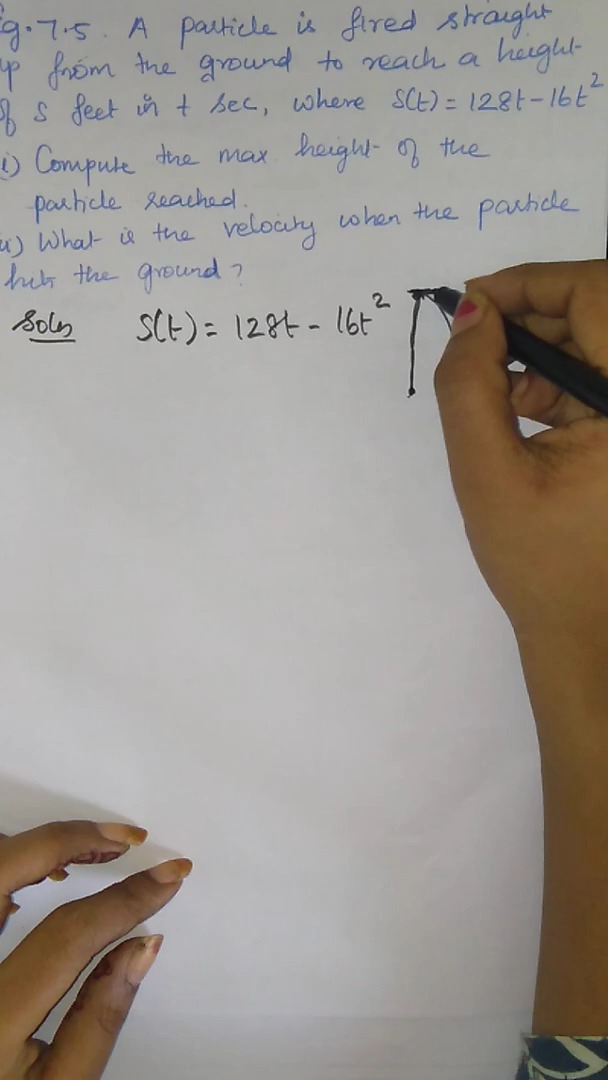 g. 7.5. A particle is fired straight
up from the ground to reach a height
of s feet in t sec, where S(t) = 128t - 16t²
i) Compute the max height of the
particle reached.
ii) What is the velocity when the particle
hits the ground?
Soln S(t) = 128t - 16t²